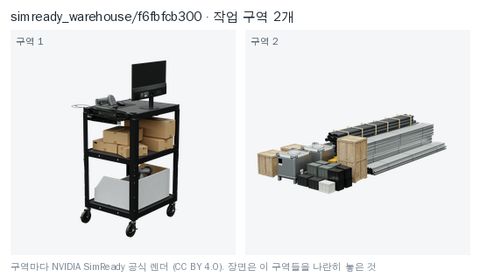 simready_warehouse/f6fbfcb300 · 작업 구역 2개
구역 1
구역 2
구역마다 NVIDIA SimReady 공식 렌더 (CC BY 4.0). 장면은 이 구역들을 나란히 놓은 것